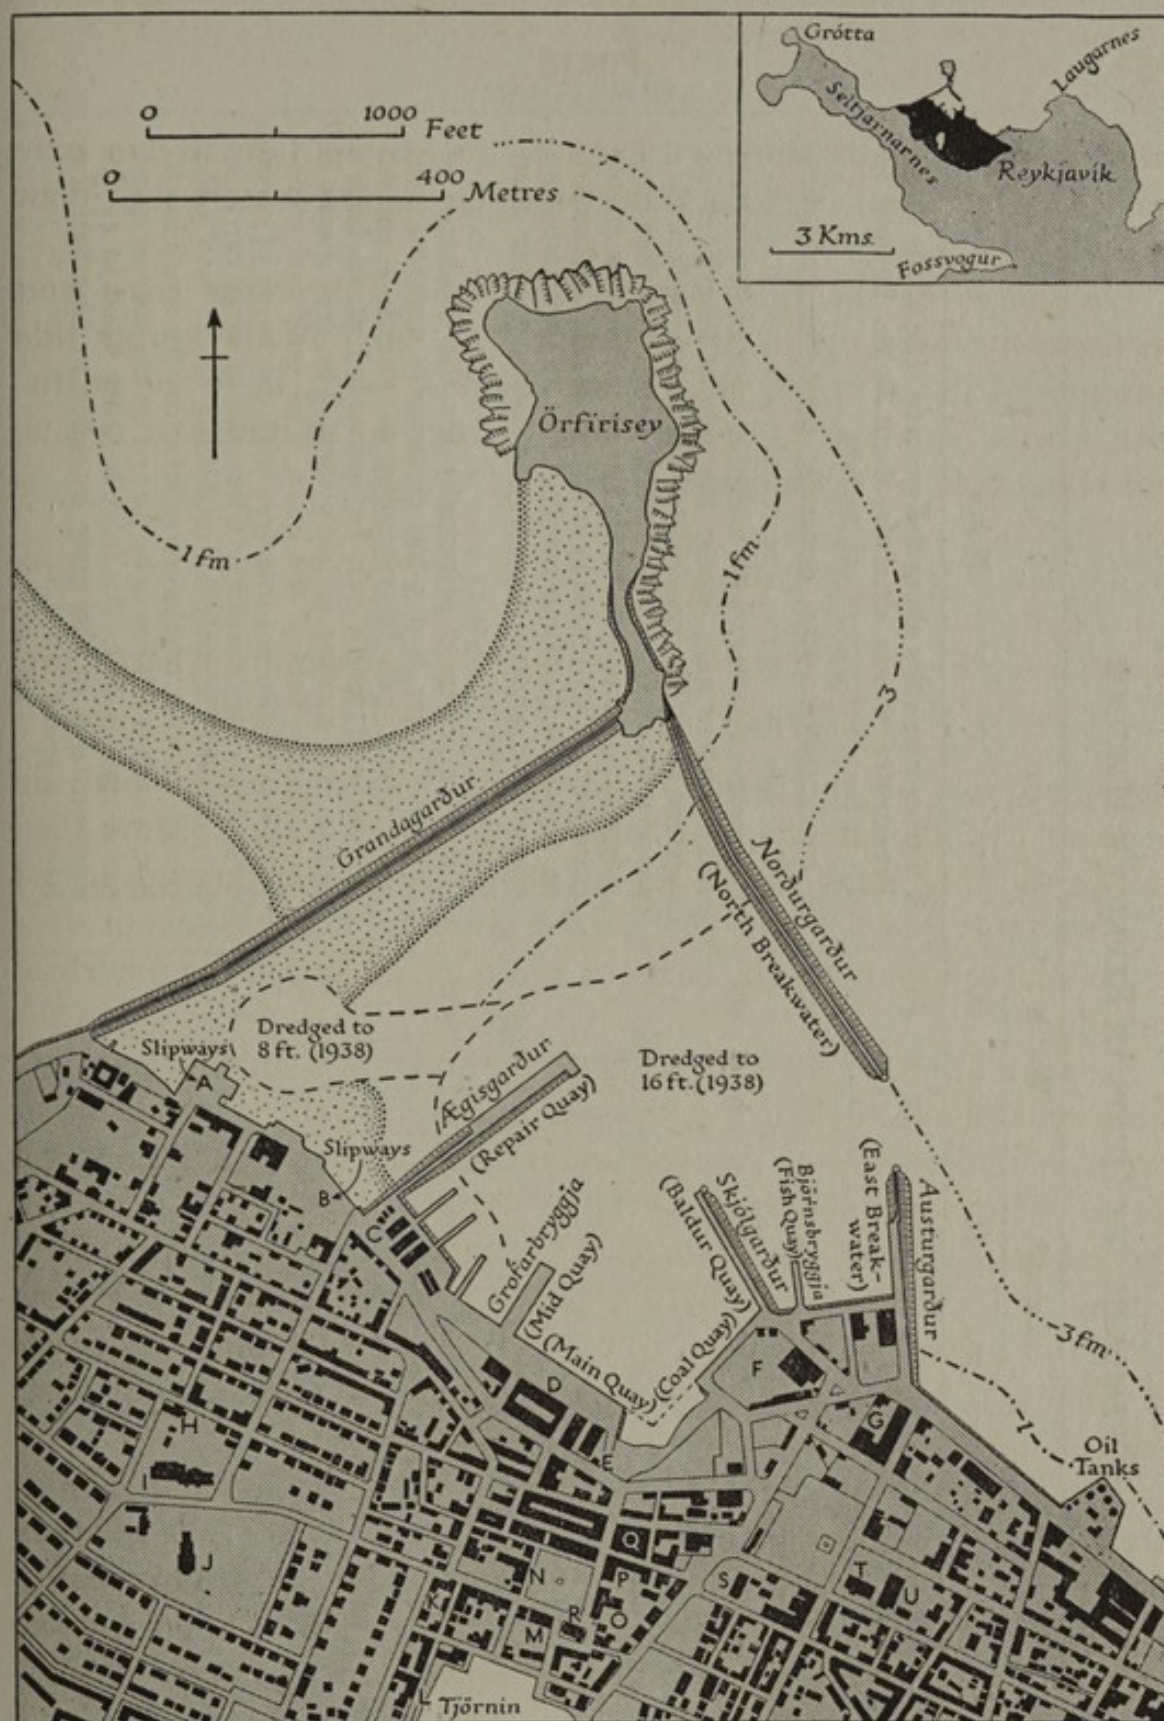 0 1000 Feet
0 400 Metres
Grótta
Laugarnes
Seltjarnarnes
Reykjavík
3 Kms.
Fossvogur
Örfirisey
1 fm
1 fm
3
Grandagarður
Norðurgarður
(North Breakwater)
Dredged to
8 ft. (1938)
Slipways
A
Dredged to
16 ft. (1938)
Ægisgarður
(Repair Quay)
Slipways
B
C
Grofarbryggja
(Mid Quay)
(Main Quay)
(Coal Quay)
(Baldur Quay)
Skjólgarður
Björnsbryggja
(Fish Quay)
(East Break-
water)
Austurgarður
3 fm
1
Oil
Tanks
D
E
F
G
H
J
K
N
Q
P
R
O
M
S
T
U
Tjörnin